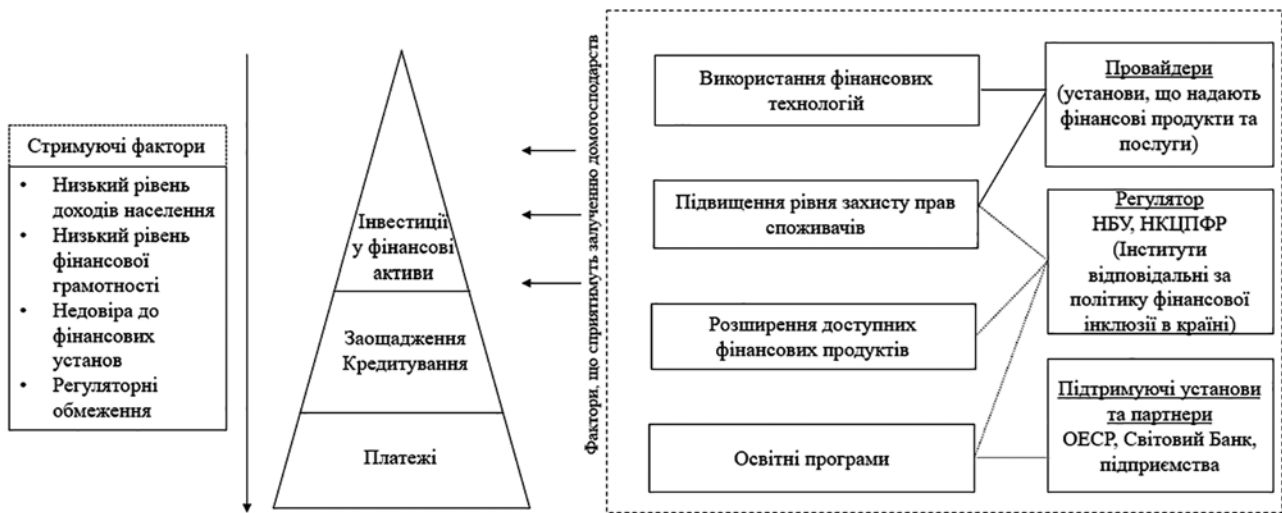 Стримуючі фактори
• Низький рівень
доходів населення
• Низький рівень
фінансової
грамотності
• Недовіра до
фінансових
установ
• Регуляторні
обмеження
Інвестиції
у фінансові
активи
Заощадження
Кредитування
Платежі
Фактори, що сприятимуть залученню домогосподарств
Використання фінансових
технологій
Підвищення рівня захисту прав
споживачів
Розширення доступних
фінансових продуктів
Освітні програми
Провайдери
(установи, що надають
фінансові продукти та
послуги)
Регулятор
НБУ, НКЦПФР
(Інститути
відповідальні за
політику фінансової
інклюзії в країні)
Підтримуючі установи
та партнери
ОЕСР, Світовий Банк,
підприємства